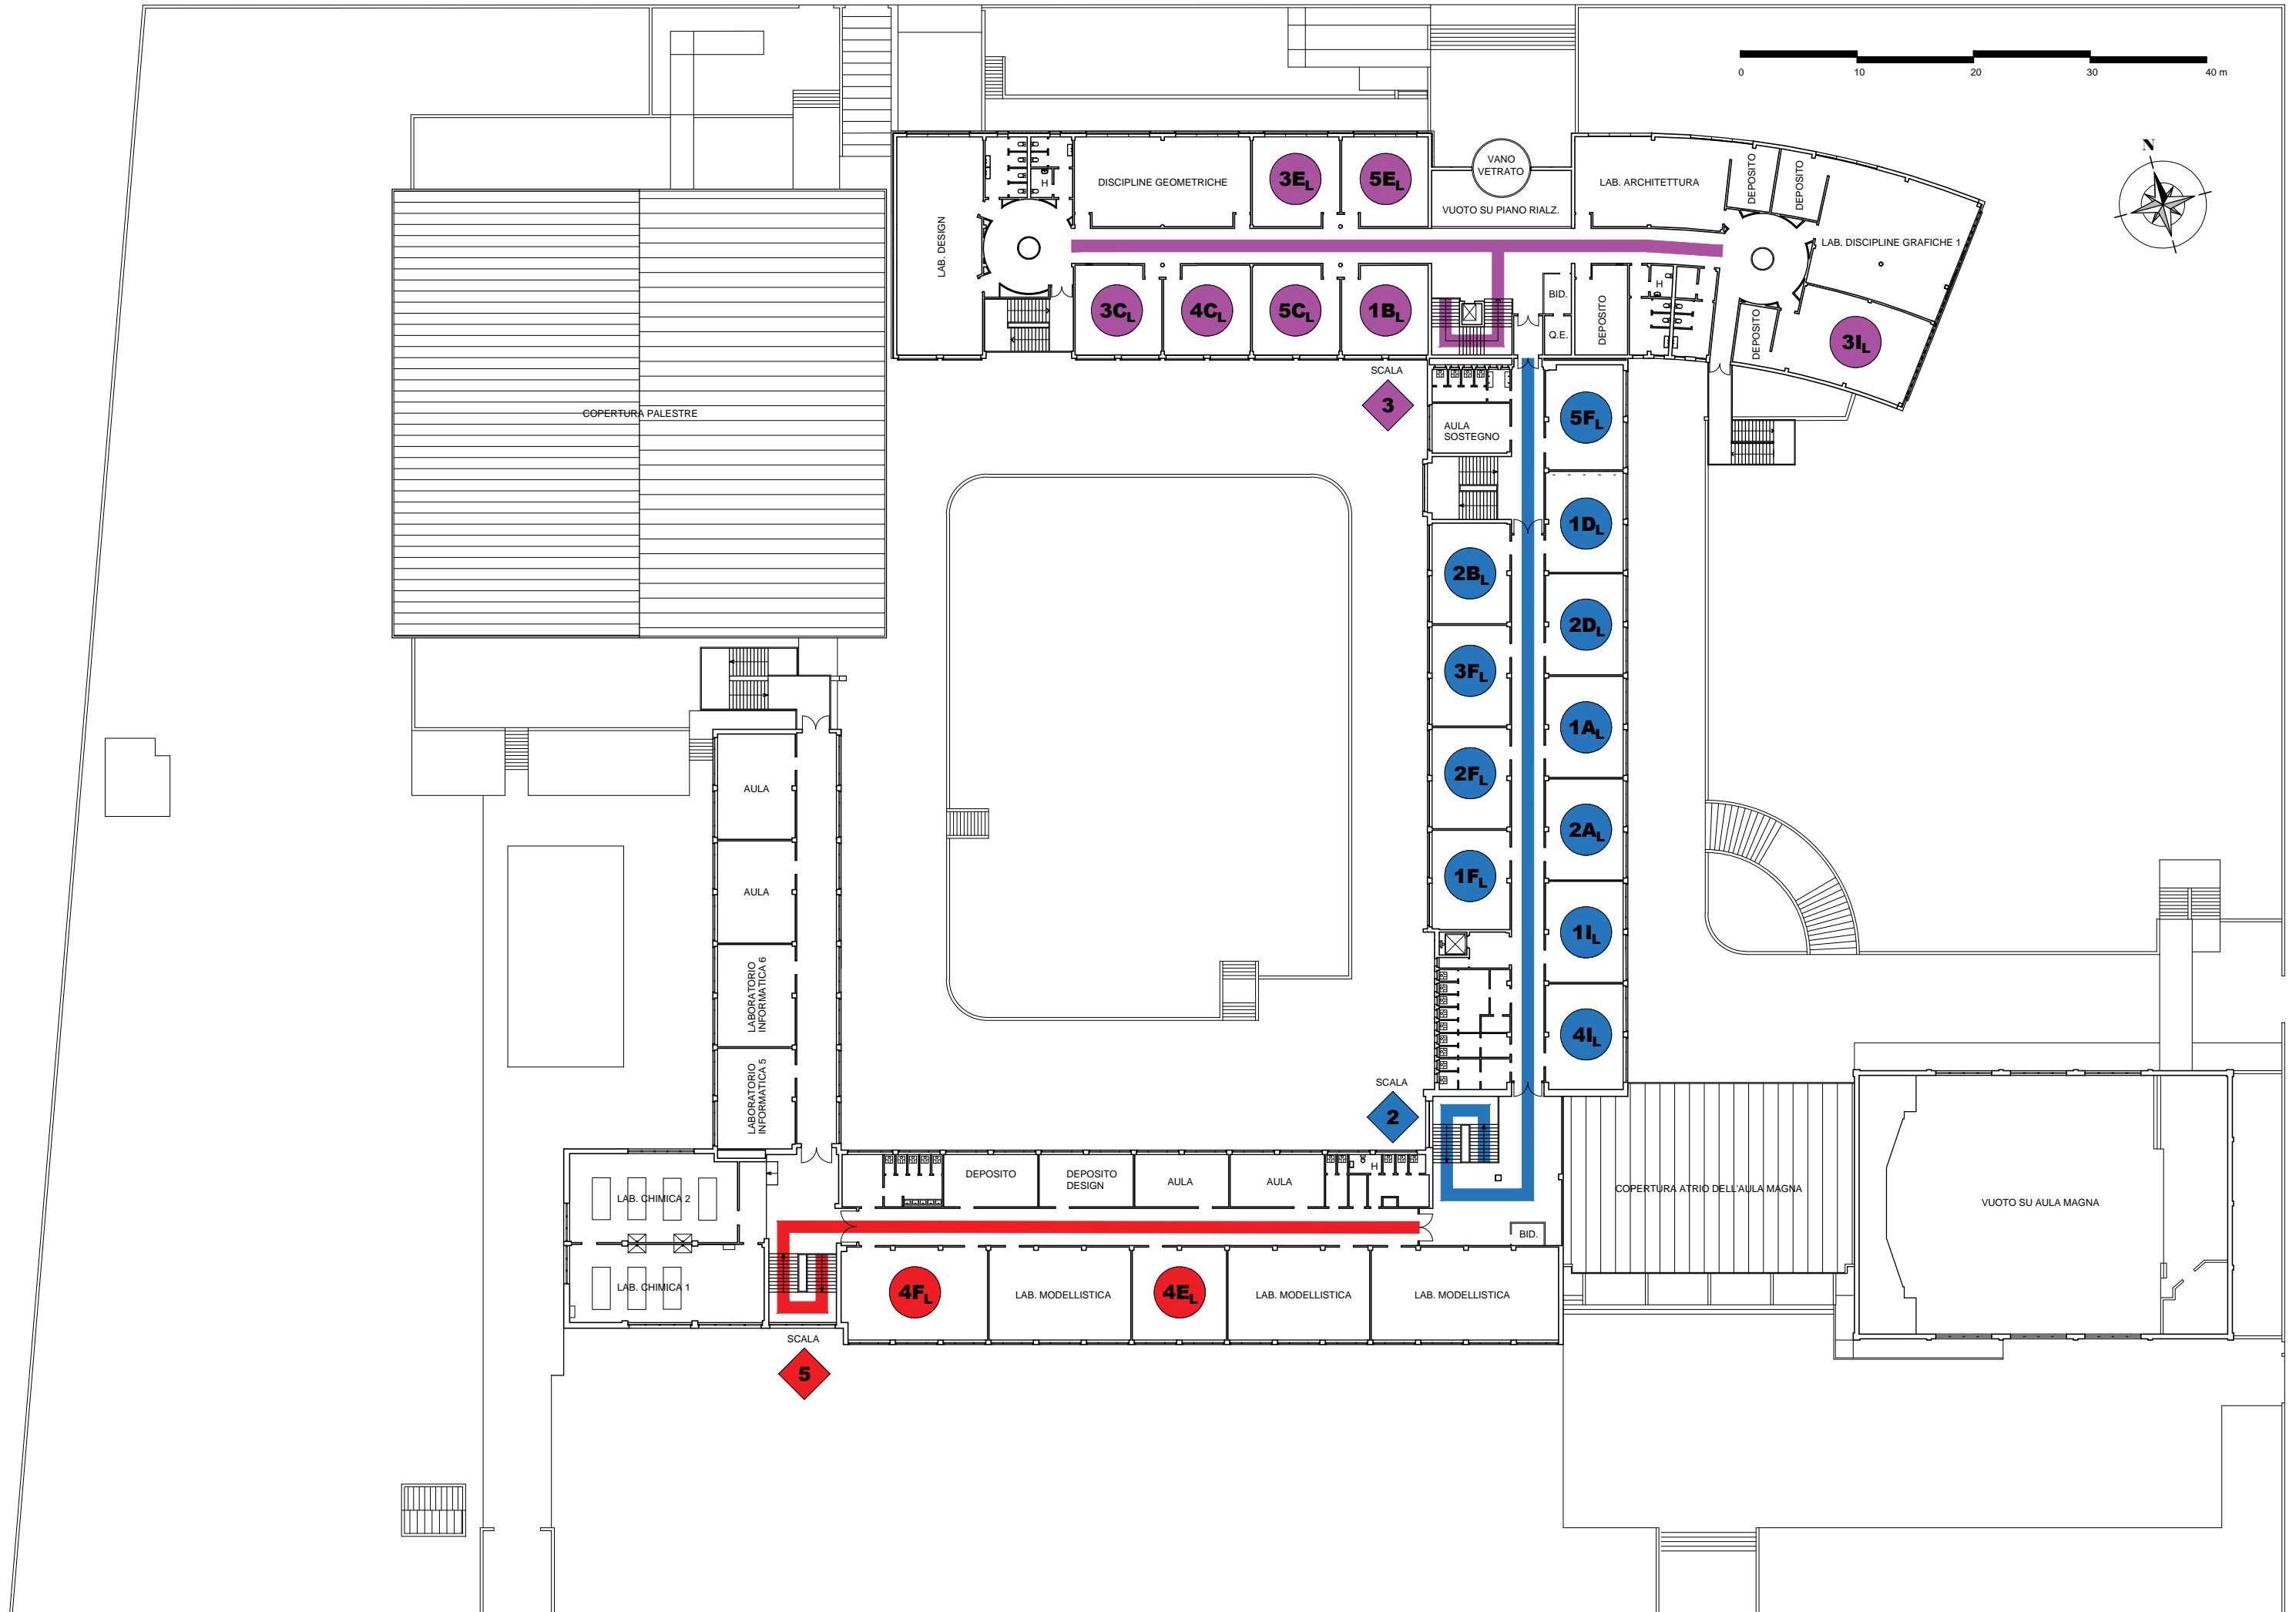 0 10 20 30 40 m
N
VANO
VETRATO
VUOTO SU PIANO RIALZ.
LAB. DESIGN
H
DISCIPLINE GEOMETRICHE
3EL
5EL
LAB. ARCHITETTURA
DEPOSITO
DEPOSITO
LAB. DISCIPLINE GRAFICHE 1
3CL
4CL
5CL
1BL
BID.
Q.E.
DEPOSITO
H
DEPOSITO
3IL
SCALA
3
COPERTURA PALESTRE
AULA
SOSTEGNO
5FL
1DL
2BL
2DL
3FL
1AL
2FL
2AL
1FL
1IL
4IL
AULA
AULA
LABORATORIO
INFORMATICA 6
LABORATORIO
INFORMATICA 5
SCALA
2
LAB. CHIMICA 2
LAB. CHIMICA 1
DEPOSITO
DEPOSITO
DESIGN
AULA
AULA
H
BID.
COPERTURA ATRIO DELL'AULA MAGNA
VUOTO SU AULA MAGNA
4FL
LAB. MODELLISTICA
4EL
LAB. MODELLISTICA
LAB. MODELLISTICA
SCALA
5